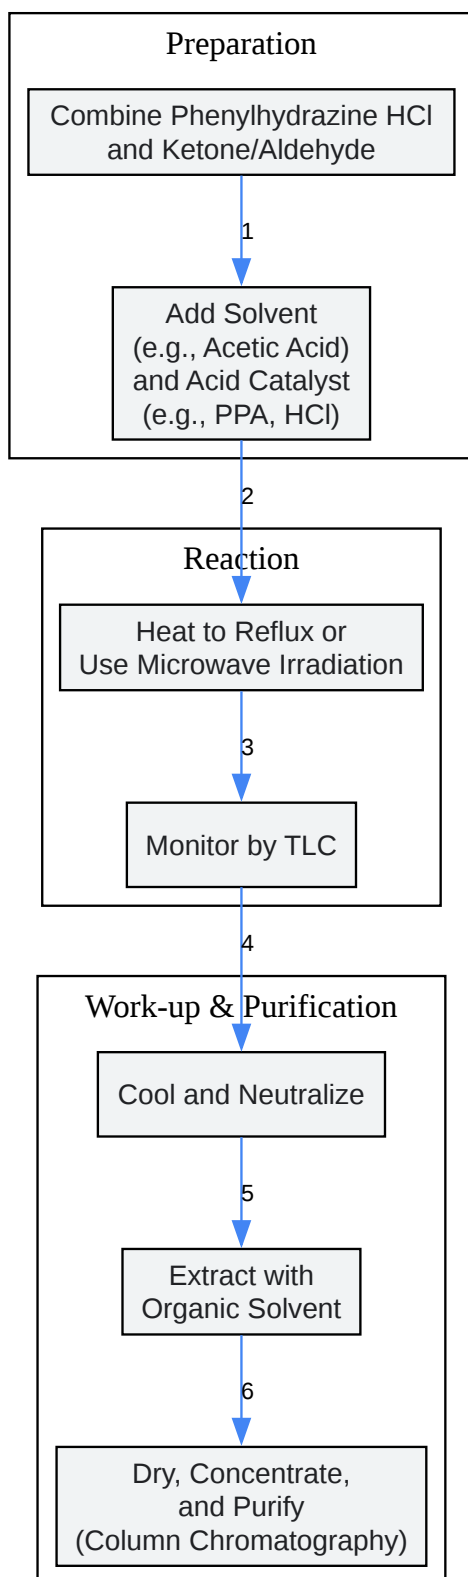 Preparation
Combine Phenylhydrazine HCl
and Ketone/Aldehyde
1
Add Solvent
(e.g., Acetic Acid)
and Acid Catalyst
(e.g., PPA, HCl)
2
Reaction
Heat to Reflux or
Use Microwave Irradiation
3
Monitor by TLC
4
Work-up & Purification
Cool and Neutralize
5
Extract with
Organic Solvent
6
Dry, Concentrate,
and Purify
(Column Chromatography)